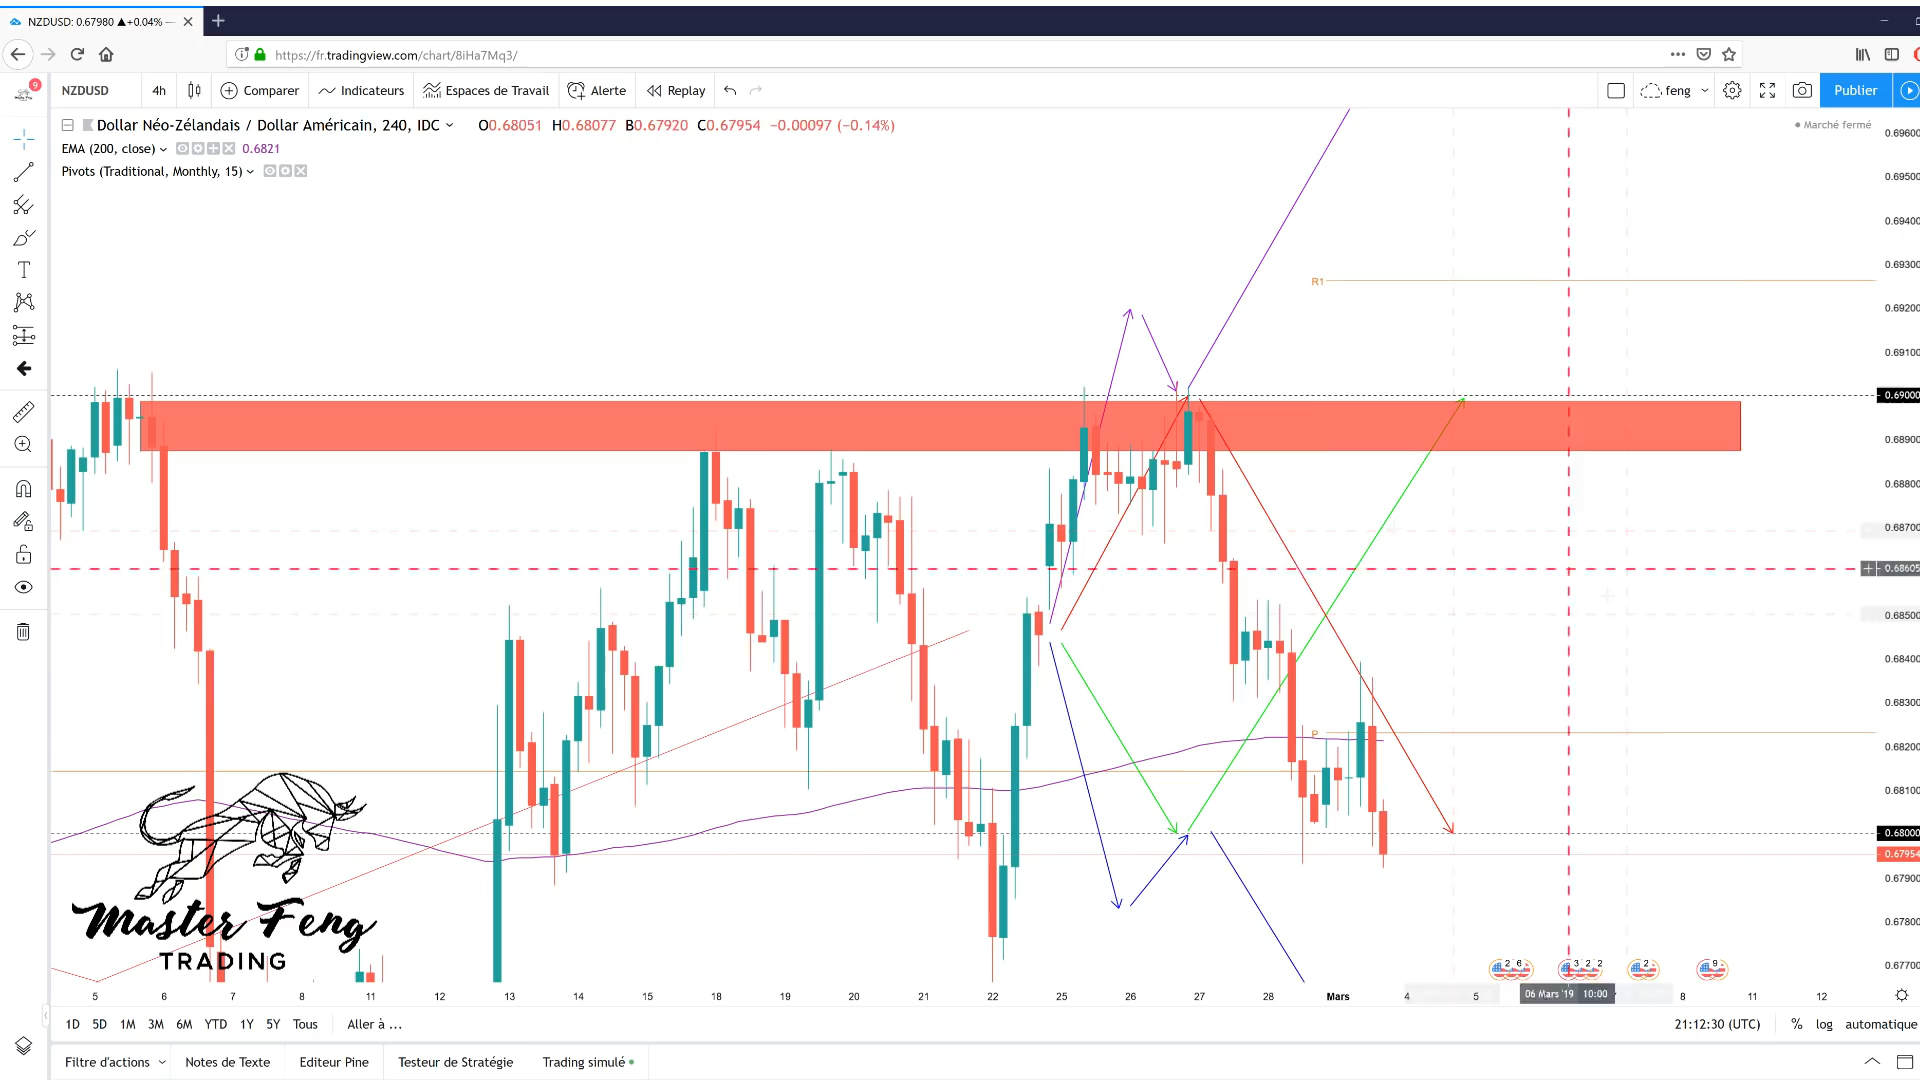 NZDUSD: 0.67980 ▲+0.04% —
https://fr.tradingview.com/chart/8iHa7Mq3/
9
NZDUSD 4h Comparer Indicateurs Espaces de Travail Alerte Replay feng Publier
Dollar Néo-Zélandais / Dollar Américain, 240, IDC O0.68051 H0.68077 B0.67920 C0.67954 −0.00097 (−0.14%)
Marché fermé
EMA (200, close) 0.6821
Pivots (Traditional, Monthly, 15)
0.69600
0.69500
0.69400
0.69300
R1
0.69200
0.69100
0.69000
0.68900
0.68800
0.68700
0.68605
0.68500
0.68400
0.68300
P
0.68200
0.68100
0.68000
0.67954
0.67900
0.67800
0.67700
Master Feng
TRADING
2 6 3 2 2 2 9
5 6 7 8 11 12 13 14 15 18 19 20 21 22 25 26 27 28 Mars 4 5 06 Mars '19 10:00 8 11 12
1D 5D 1M 3M 6M YTD 1Y 5Y Tous Aller à ... 21:12:30 (UTC) % log automatique
Filtre d'actions Notes de Texte Editeur Pine Testeur de Stratégie Trading simulé